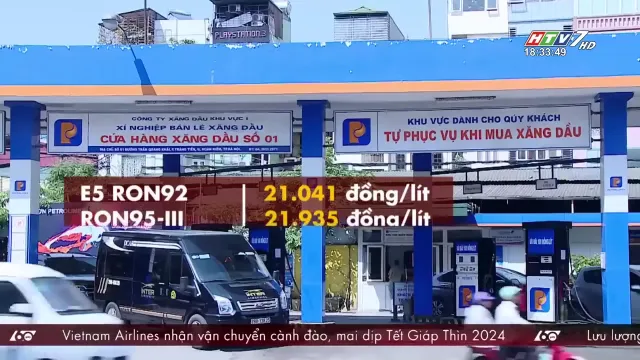 PLAYSTATION 3
HTV7 HD
18:33:49
CÔNG TY XĂNG DẦU KHU VỰC I
XÍ NGHIỆP BÁN LẺ XĂNG DẦU
CỬA HÀNG XĂNG DẦU SỐ 01
KHU VỰC DÀNH CHO QÚY KHÁCH
TỰ PHỤC VỤ KHI MUA XĂNG DẦU
E5 RON92 21.041 đồng/lít
RON95-III 21.935 đồng/lít
Vietnam Airlines nhận vận chuyển cành đào, mai dịp Tết Giáp Thìn 2024
Lưu lượng